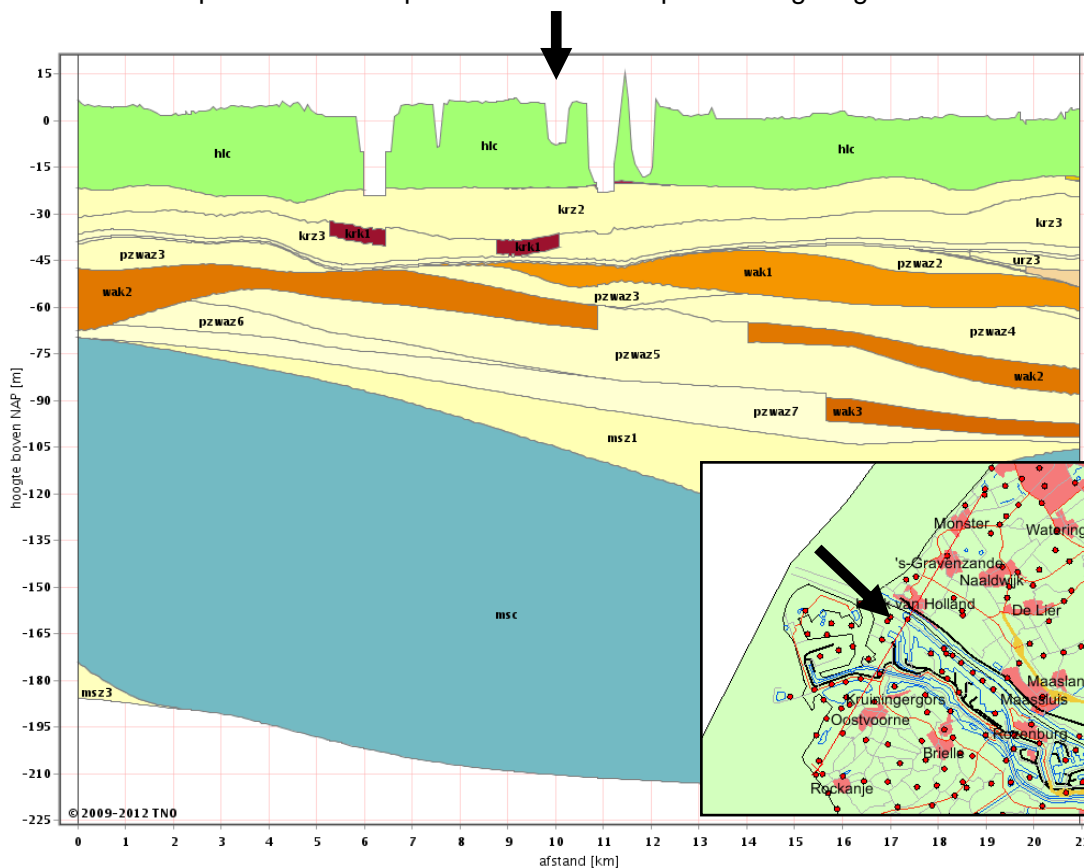 15
0
-15
-30
-45
-60
-75
-90
-105
-120
-135
-150
-165
-180
-195
-210
-225
hoogte boven NAP [m]
hlc
hlc
hlc
krz2
krz3
krk1
krk1
krz3
pzwaz3
pzwaz2
urz3
wak1
wak2
pzwaz3
pzwaz6
pzwaz4
pzwaz5
wak2
pzwaz7
wak3
msz1
msc
msz3
Monster
Watering
's-Gravenzande
Naaldwijk
van Holland
De Lier
Maaslan
Maassluis
Kruiningergors
Oostvoorne
Rozenburg
Brielle
Rockanje
©2009-2012 TNO
0 1 2 3 4 5 6 7 8 9 10 11 12 13 14 15 16 17 18 19 20
afstand [km]